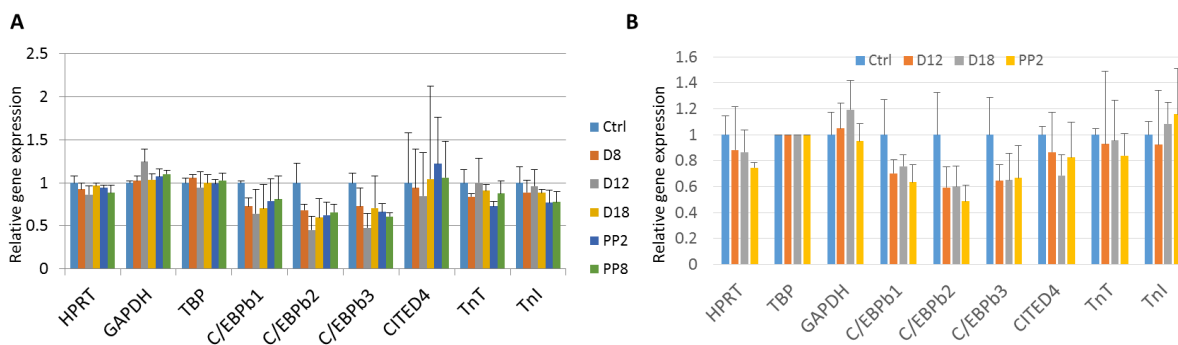 A
Relative gene expression
2.5
2
1.5
1
0.5
0
HPRT
GAPDH
TBP
C/EBPb1
C/EBPb2
C/EBPb3
CITED4
TnT
TnI
Ctrl
D8
D12
D18
PP2
PP8
B
Relative gene expression
1.6
1.4
1.2
1
0.8
0.6
0.4
0.2
0
Ctrl D12 D18 PP2
HPRT
TBP
GAPDH
C/EBPb1
C/EBPb2
C/EBPb3
CITED4
TnT
TnI